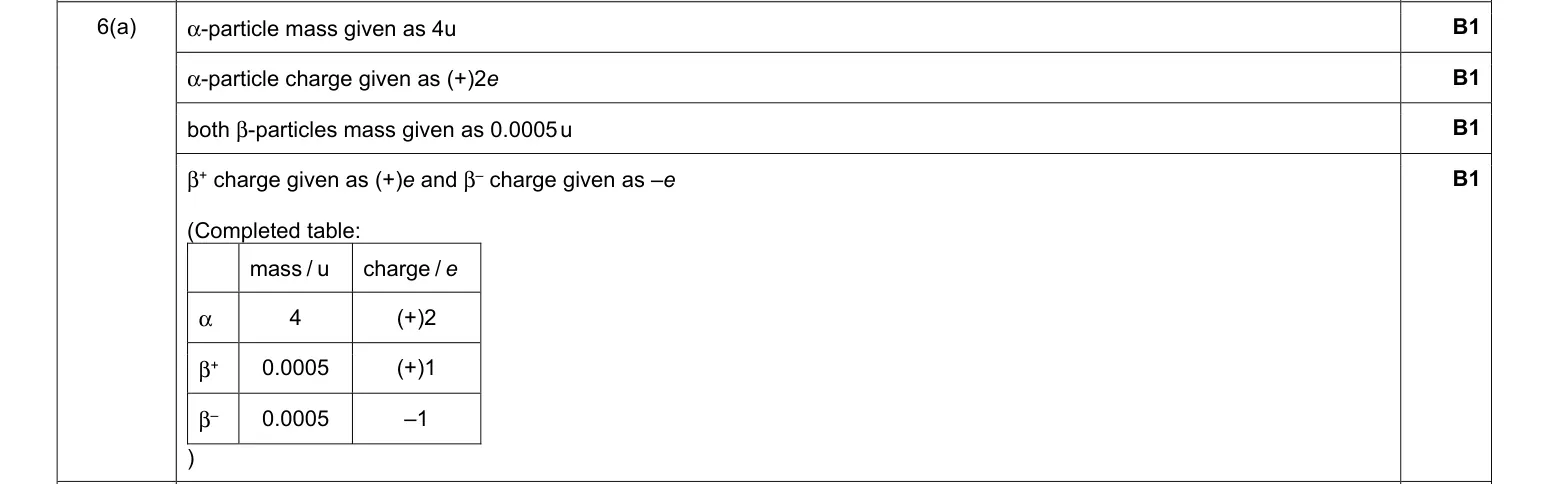 6(a) α-particle mass given as 4u B1
α-particle charge given as (+)2e B1
both β-particles mass given as 0.0005 u B1
β⁺ charge given as (+)e and β⁻ charge given as –e B1
(Completed table:
mass / u charge / e
α 4 (+)2
β⁺ 0.0005 (+)1
β⁻ 0.0005 –1
)